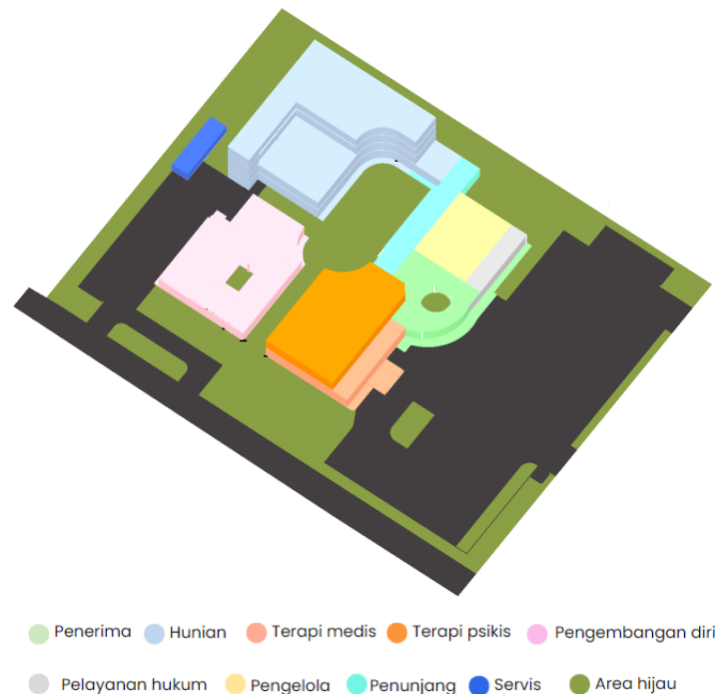 Penerima Hunian Terapi medis Terapi psikis Pengembangan diri
Pelayanan hukum Pengelola Penunjang Servis Area hijau